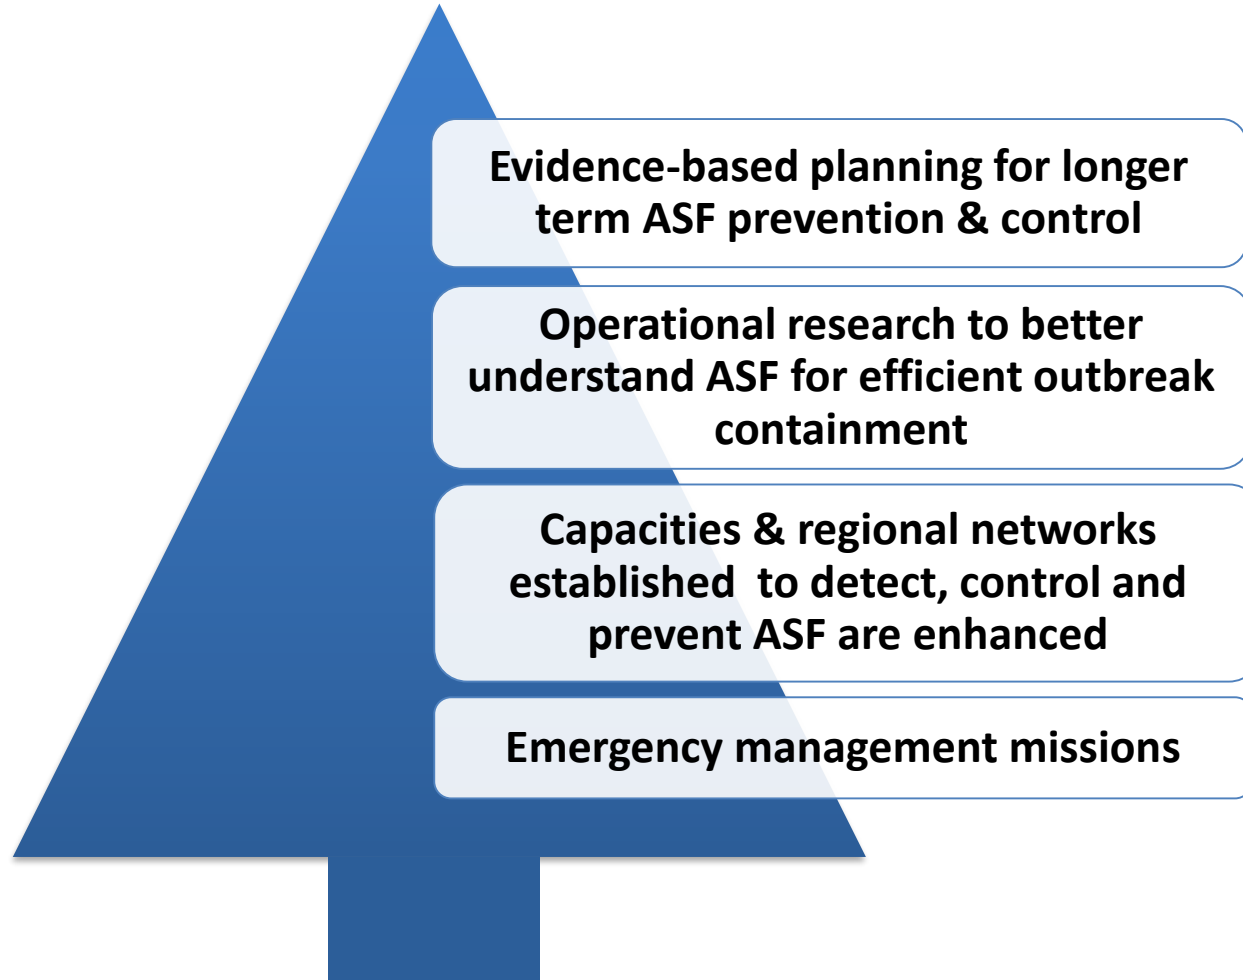 Evidence-based planning for longer
term ASF prevention & control
Operational research to better
understand ASF for efficient outbreak
containment
Capacities & regional networks
established  to detect, control and
prevent ASF are enhanced
Emergency management missions